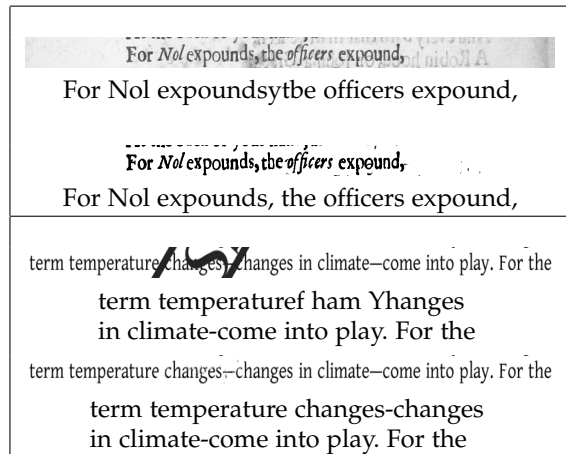 For Nol expounds, the officers expound,
For Nol expoundsytbe officers expound,
For Nol expounds, the officers expound,
For Nol expounds, the officers expound,
term temperature changes—changes in climate—come into play. For the
term temperaturef ham Yhanges
in climate-come into play. For the
term temperature changes—changes in climate—come into play. For the
term temperature changes-changes
in climate-come into play. For the